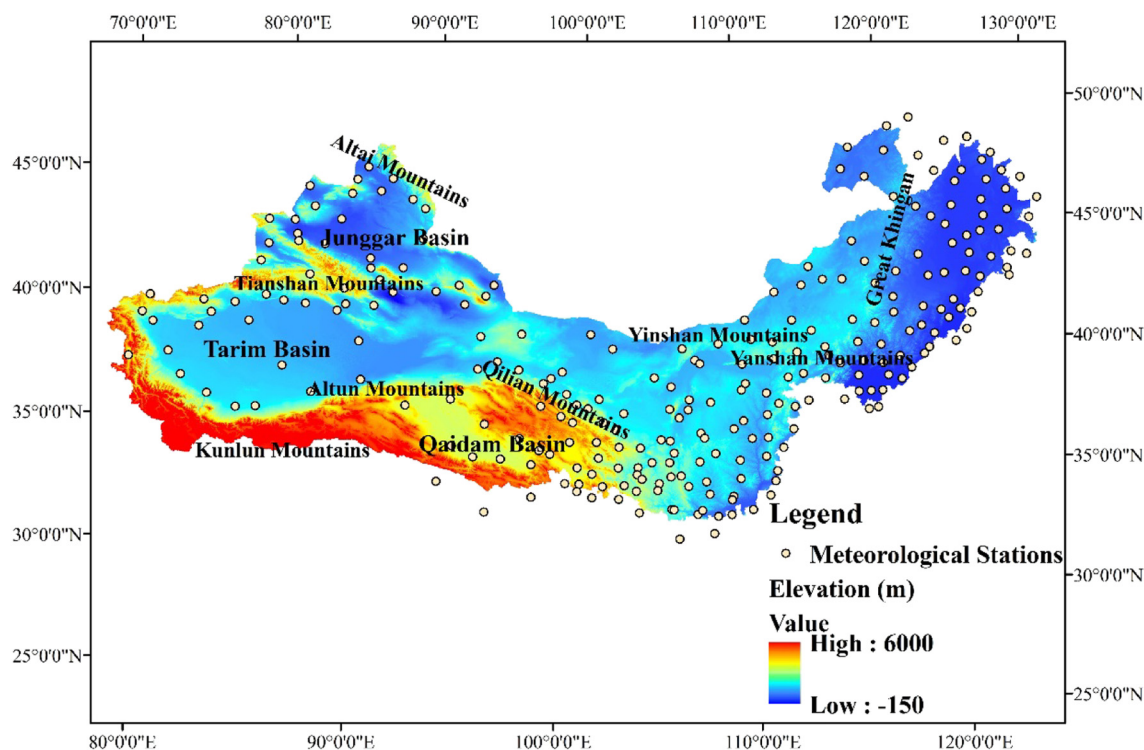 70°0'0"E 80°0'0"E 90°0'0"E 100°0'0"E 110°0'0"E 120°0'0"E 130°0'0"E
50°0'0"N
Altai Mountains
45°0'0"N
45°0'0"N
Great Khingan
Junggar Basin
Tianshan Mountains
40°0'0"N
40°0'0"N
Yinshan Mountains
Tarim Basin
Yanshan Mountains
Qilian Mountains
Altun Mountains
35°0'0"N
35°0'0"N
Qaidam Basin
Kunlun Mountains
Legend
30°0'0"N
Meteorological Stations
30°0'0"N
Elevation (m)
Value
High : 6000
25°0'0"N
Low : -150
25°0'0"N
80°0'0"E 90°0'0"E 100°0'0"E 110°0'0"E 120°0'0"E